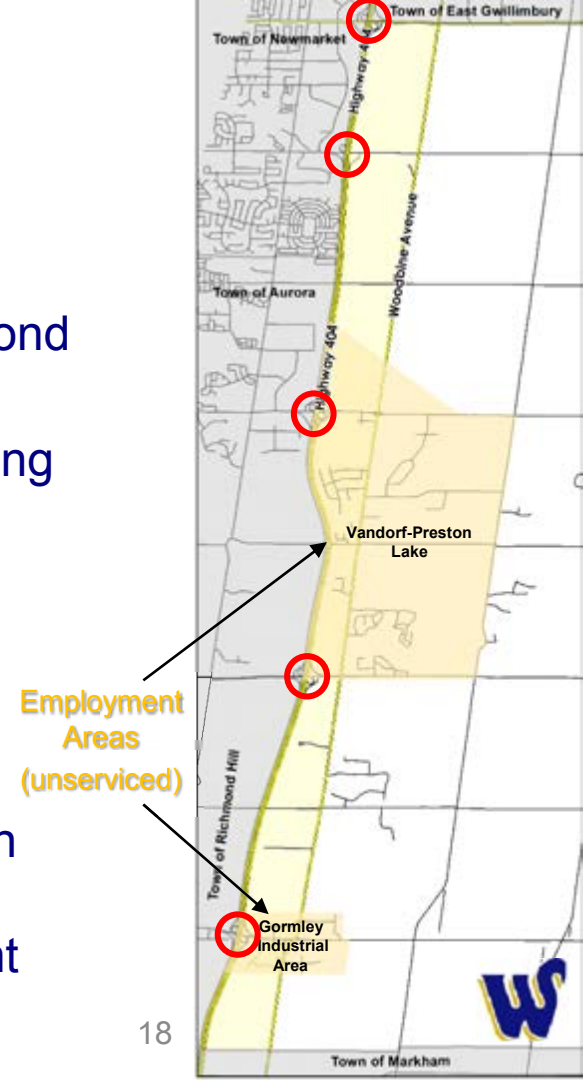 Town of East Gwillimbury
Town of Newmarket
Highway 404
Woodbine Avenue
Town of Aurora
ond
Highway 404
ng
Vandorf-Preston
Lake
Employment
Areas
(unserviced)
Town of Richmond Hill
n
Gormley
Industrial
Area
nt
W
18
Town of Markham